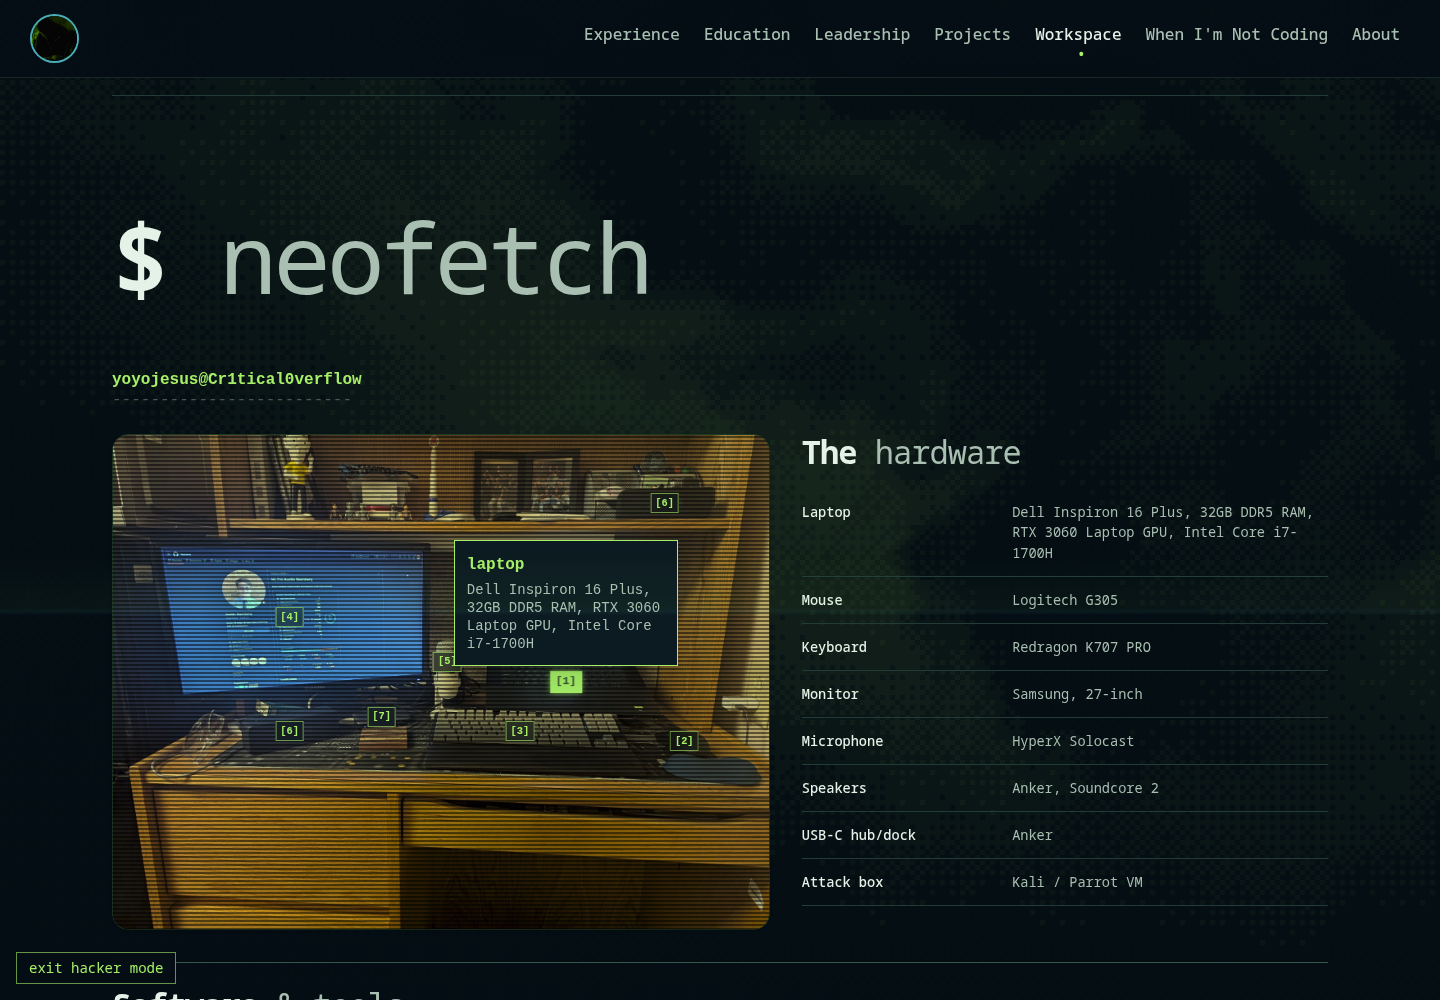 Experience Education Leadership Projects Workspace When I'm Not Coding About
$ neofetch
yoyojesus@Cr1tical0verflow
-------------------------
[6]
laptop
Dell Inspiron 16 Plus,
32GB DDR5 RAM, RTX 3060
Laptop GPU, Intel Core
i7-1700H
[4]
[5]
[1]
[7]
[6]
[3]
[2]
The hardware
Laptop Dell Inspiron 16 Plus, 32GB DDR5 RAM,
RTX 3060 Laptop GPU, Intel Core i7-
1700H
Mouse Logitech G305
Keyboard Redragon K707 PRO
Monitor Samsung, 27-inch
Microphone HyperX Solocast
Speakers Anker, Soundcore 2
USB-C hub/dock Anker
Attack box Kali / Parrot VM
exit hacker mode
Software & tools